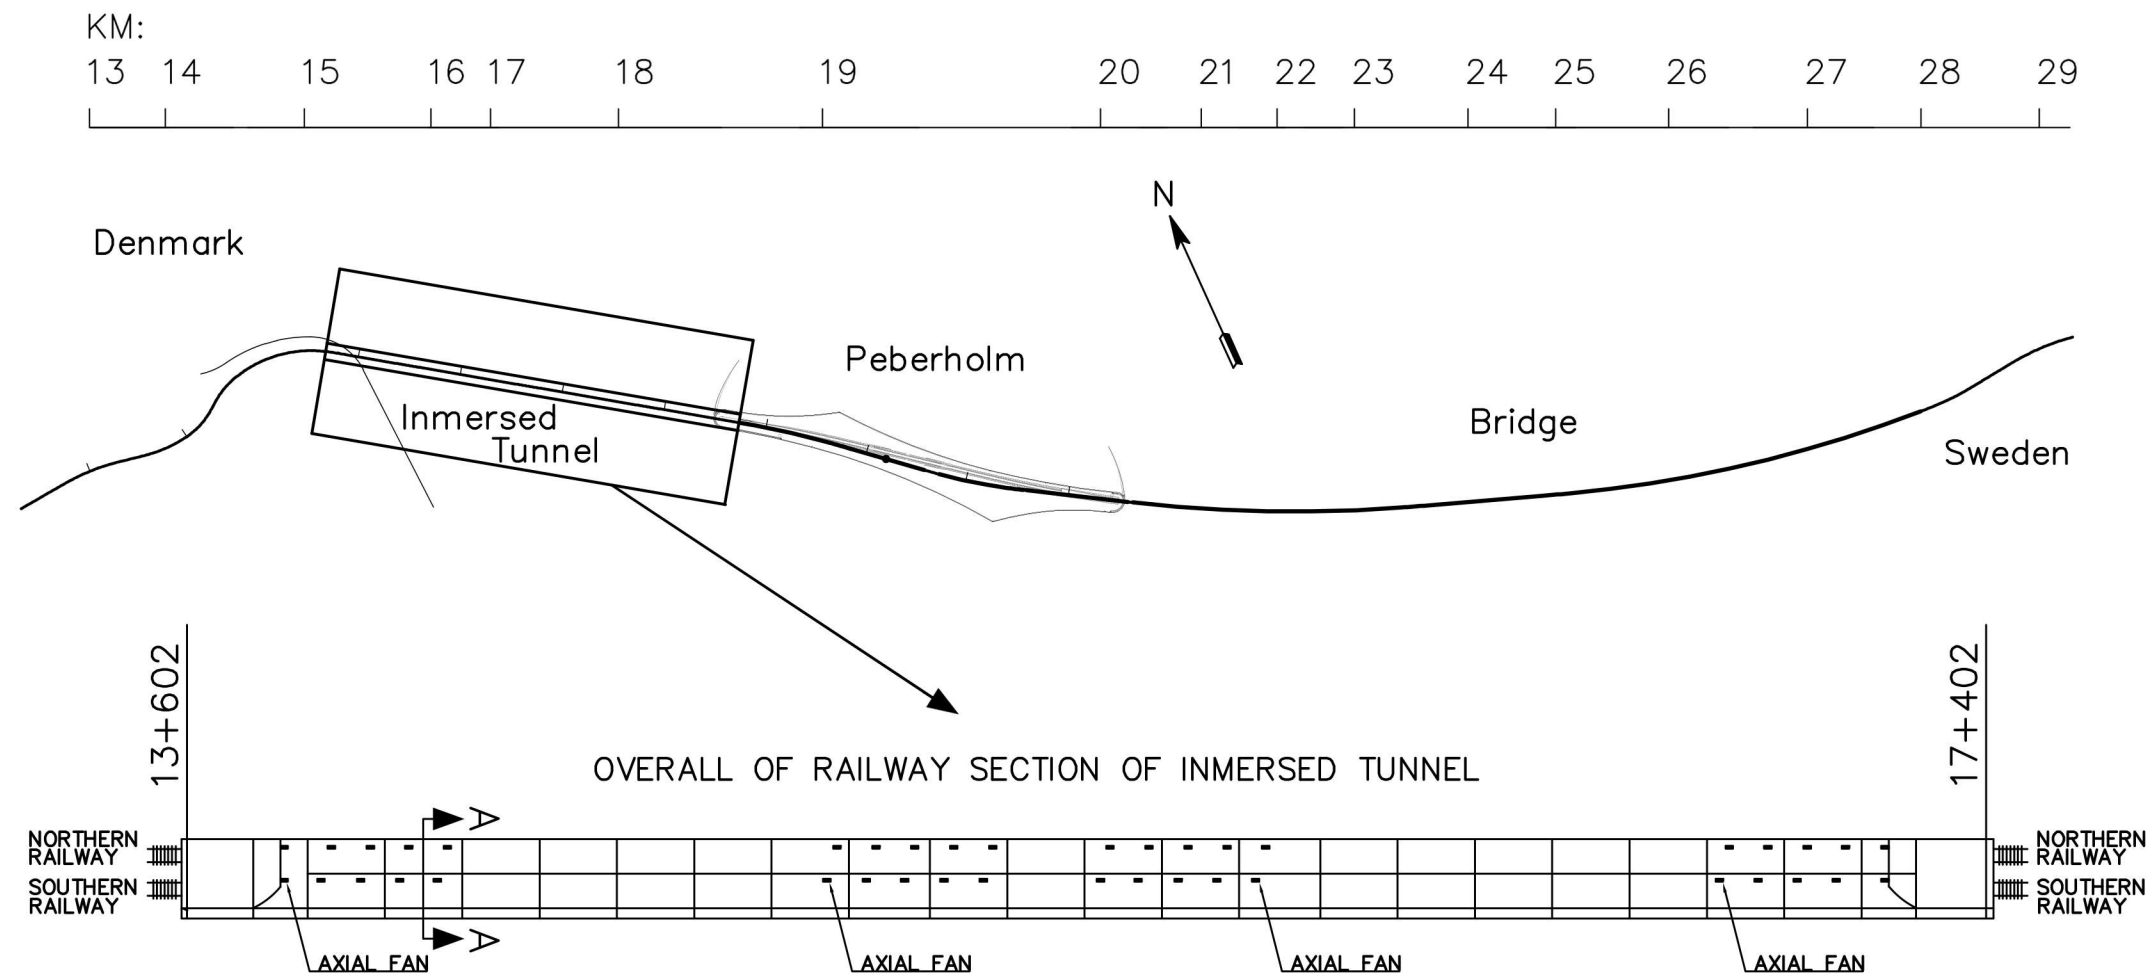 KM:
13 14 15 16 17 18 19 20 21 22 23 24 25 26 27 28 29
N
Denmark
Peberholm
Inmersed
Tunnel
Bridge
Sweden
13+602
17+402
OVERALL OF RAILWAY SECTION OF INMERSED TUNNEL
A
NORTHERN
RAILWAY
SOUTHERN
RAILWAY
NORTHERN
RAILWAY
SOUTHERN
RAILWAY
A
AXIAL FAN
AXIAL FAN
AXIAL FAN
AXIAL FAN